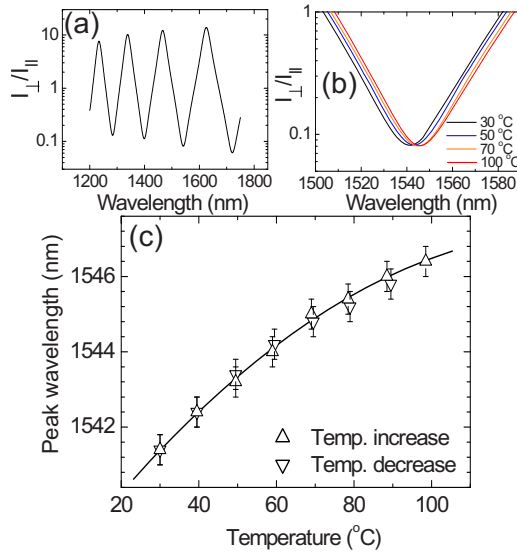 (a)
10
1
0.1
I⊥/I||
1200 1400 1600 1800
Wavelength (nm)
(b)
1
0.1
I⊥/I||
30 °C
50 °C
70 °C
100 °C
1500 1520 1540 1560 1580
Wavelength (nm)
(c)
Peak wavelength (nm)
1546
1544
1541
Temp. increase
Temp. decrease
20 40 60 80 100
Temperature (°C)